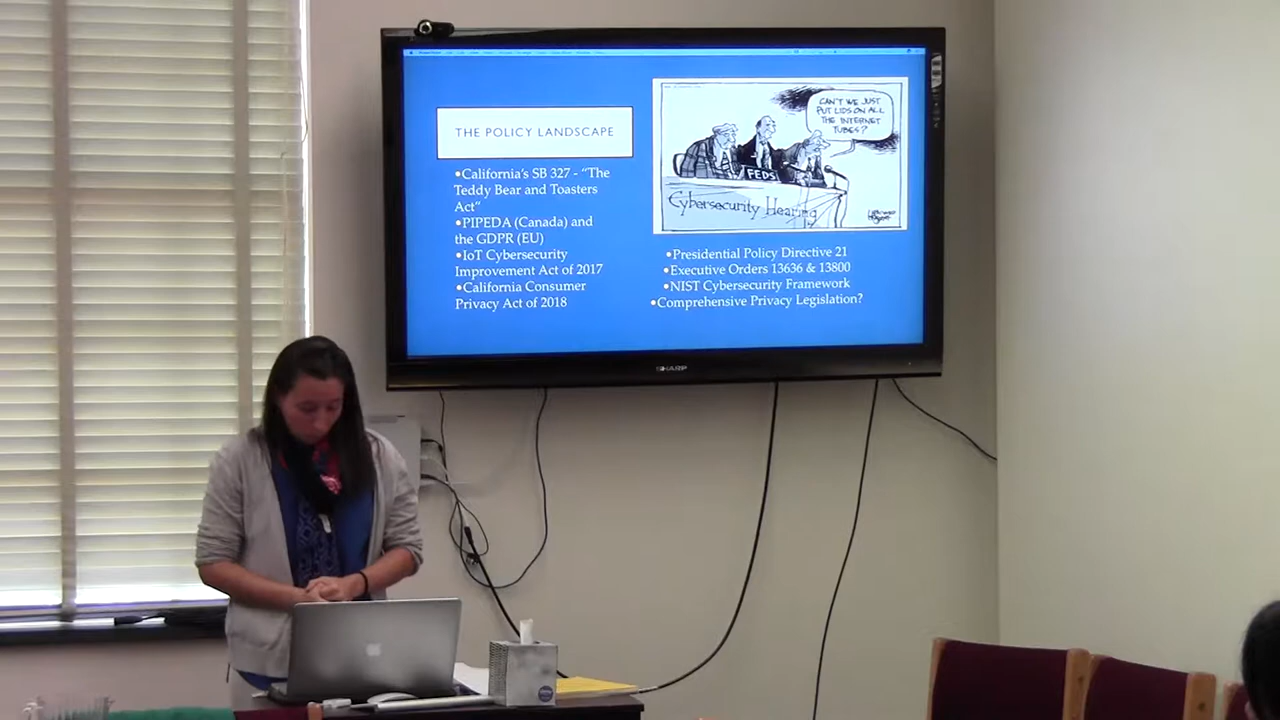 THE POLICY LANDSCAPE
•California's SB 327 - "The
Teddy Bear and Toasters
Act"
•PIPEDA (Canada) and
the GDPR (EU)
•IoT Cybersecurity
Improvement Act of 2017
•California Consumer
Privacy Act of 2018
CAN'T WE JUST
PUT LIDS ON ALL
THE INTERNET
TUBES?
FEDS
Cybersecurity Hearing
•Presidential Policy Directive 21
•Executive Orders 13636 & 13800
•NIST Cybersecurity Framework
•Comprehensive Privacy Legislation?
SHARP